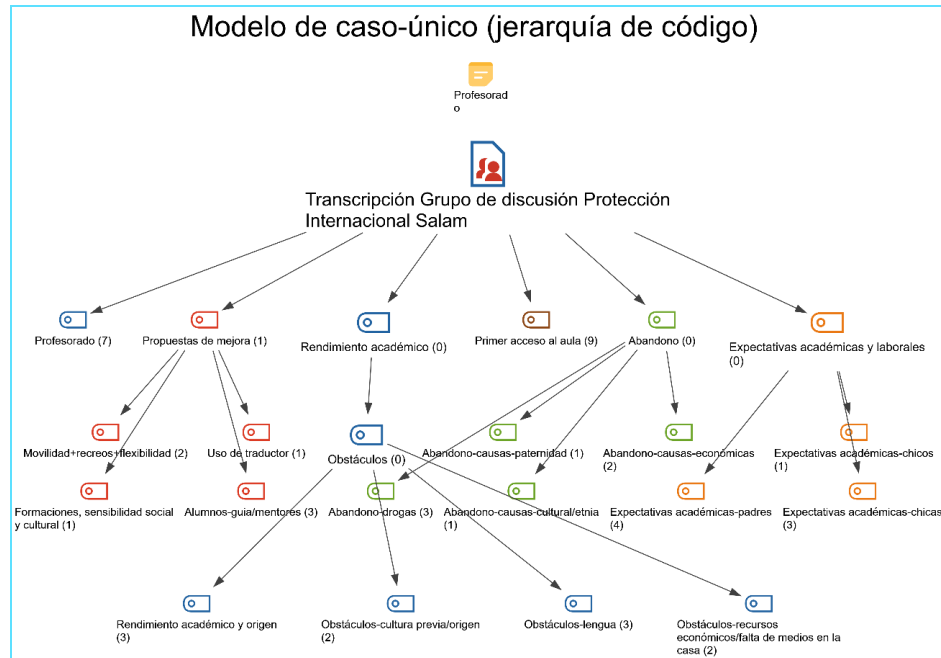 Modelo de caso-único (jerarquía de código)
Profesorad
o
Transcripción Grupo de discusión Protección
Internacional Salam
Profesorado (7)
Propuestas de mejora (1)
Rendimiento académico (0)
Primer acceso al aula (9)
Abandono (0)
Expectativas académicas y laborales
(0)
Movilidad+recreos+flexibilidad (2)
Uso de traductor (1)
Obstáculos (0)
Abandono-causas-paternidad (1)
Abandono-causas-económicas
(2)
Expectativas académicas-chicos
(1)
Formaciones, sensibilidad social
y cultural (1)
Alumnos-guia/mentores (3)
Abandono-drogas (3)
Abandono-causas-cultural/etnia
(1)
Expectativas académicas-padres
(4)
Expectativas académicas-chicas
(3)
Rendimiento académico y origen
(3)
Obstáculos-cultura previa/origen
(2)
Obstáculos-lengua (3)
Obstáculos-recursos
económicos/falta de medios en la
casa (2)